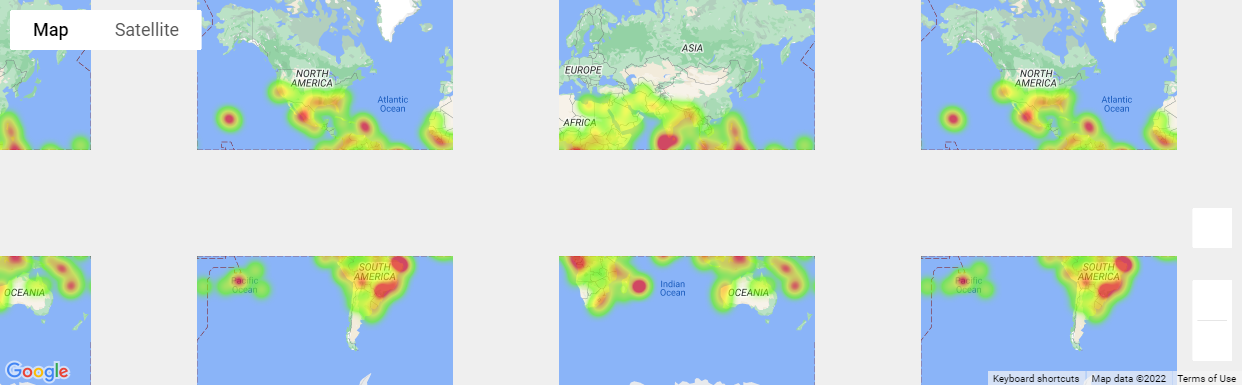 Map
Satellite
NORTH
AMERICA
Atlantic
Ocean
EUROPE
ASIA
AFRICA
NORTH
AMERICA
Atlantic
Ocean
OCEANIA
Pacific
Ocean
SOUTH
AMERICA
Indian
Ocean
OCEANIA
Pacific
Ocean
SOUTH
AMERICA
Google
Keyboard shortcuts
Map data ©2022
Terms of Use